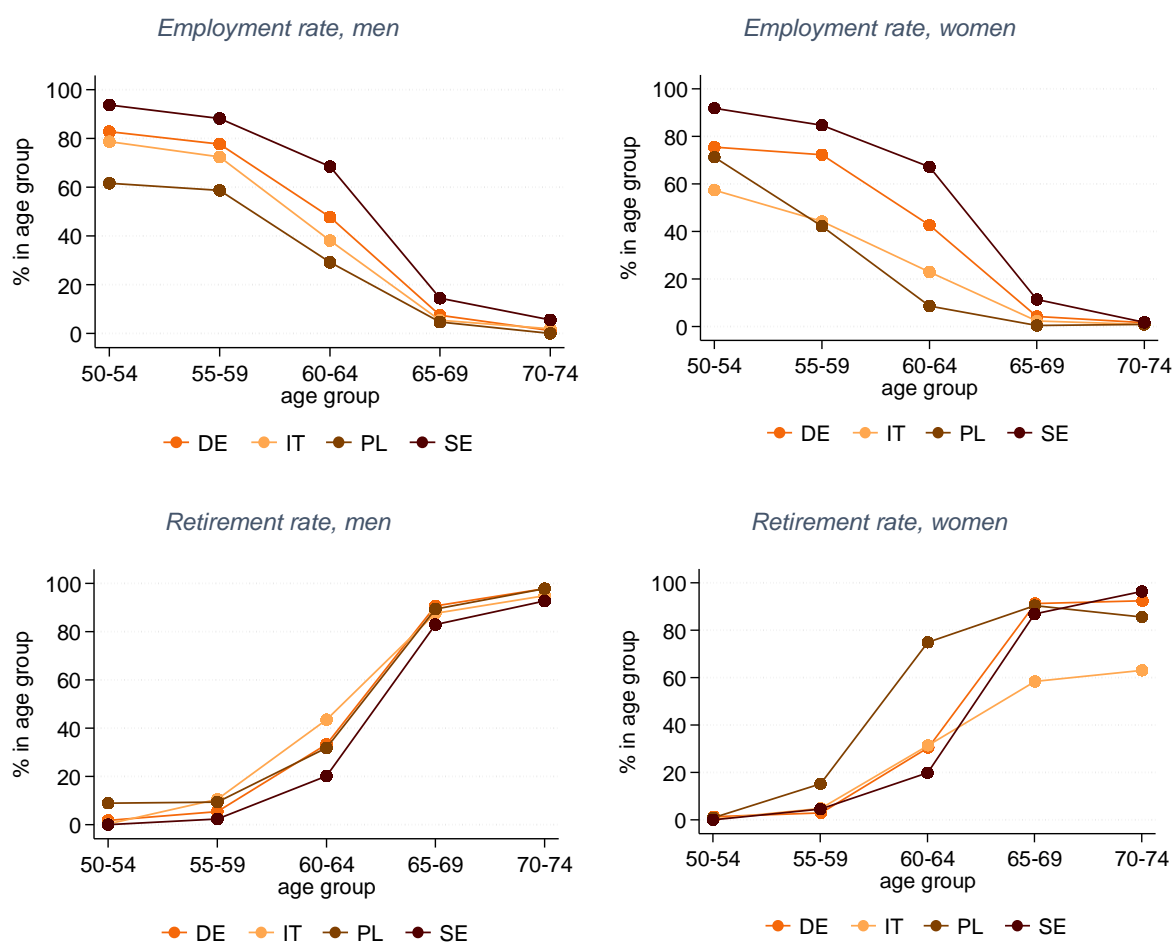 Employment rate, men
% in age group
100
80
60
40
20
0
50-54 55-59 60-64 65-69 70-74
age group
DE IT PL SE
Employment rate, women
% in age group
100
80
60
40
20
0
50-54 55-59 60-64 65-69 70-74
age group
DE IT PL SE
Retirement rate, men
% in age group
100
80
60
40
20
0
50-54 55-59 60-64 65-69 70-74
age group
DE IT PL SE
Retirement rate, women
% in age group
100
80
60
40
20
0
50-54 55-59 60-64 65-69 70-74
age group
DE IT PL SE